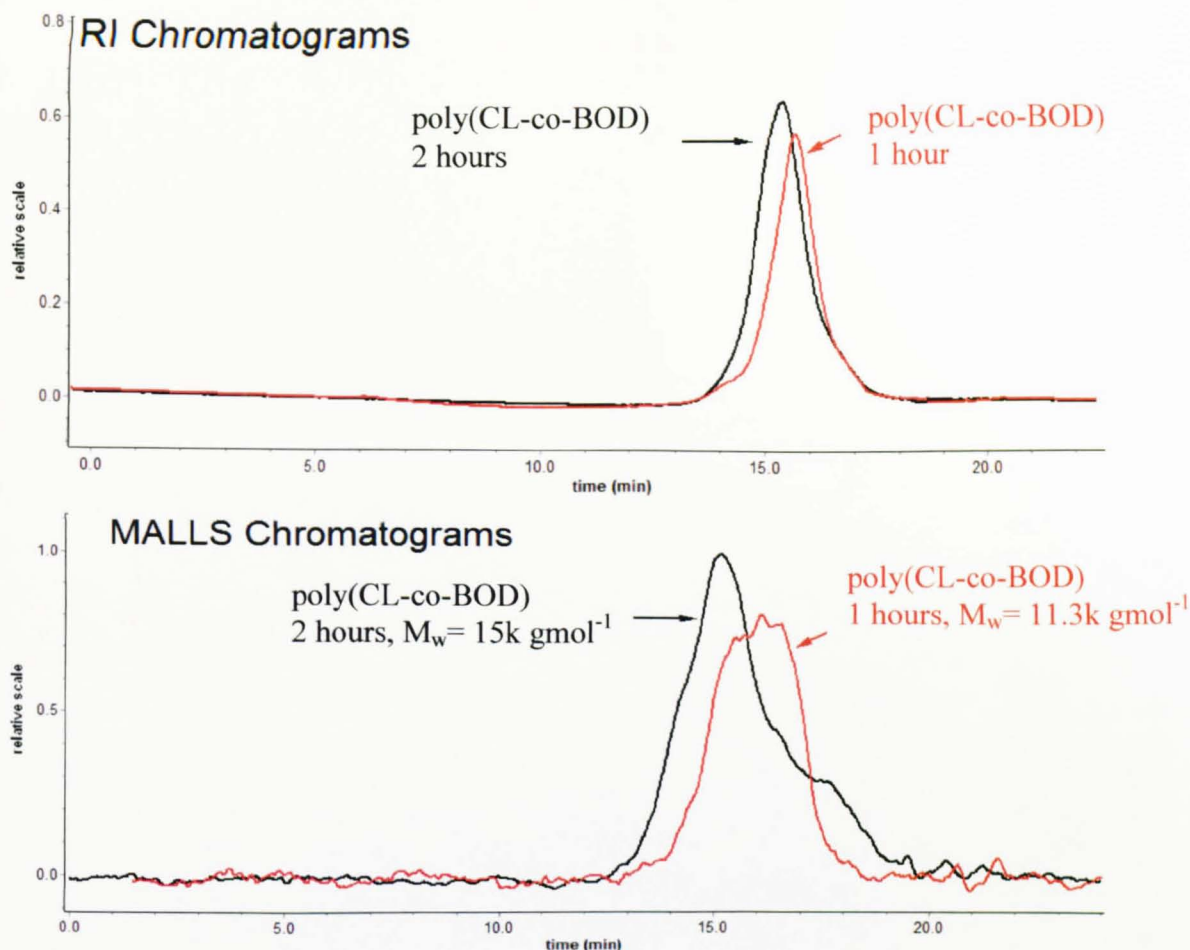 RI Chromatograms
0.8
0.6
0.4
0.2
0.0
relative scale
poly(CL-co-BOD)
2 hours
poly(CL-co-BOD)
1 hour
0.0 5.0 10.0 15.0 20.0
time (min)
MALLS Chromatograms
1.0
0.5
0.0
relative scale
poly(CL-co-BOD)
2 hours, Mw= 15k gmol-1
poly(CL-co-BOD)
1 hours, Mw= 11.3k gmol-1
0.0 5.0 10.0 15.0 20.0
time (min)